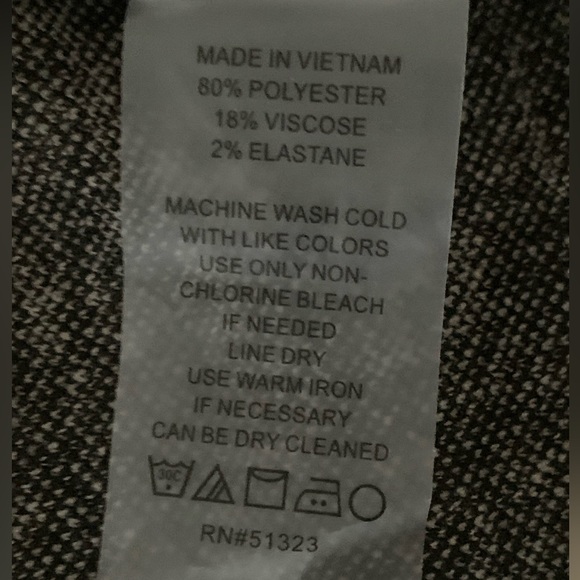 MADE IN VIETNAM
80% POLYESTER
18% VISCOSE
2% ELASTANE
MACHINE WASH COLD
WITH LIKE COLORS
USE ONLY NON-
CHLORINE BLEACH
IF NEEDED
LINE DRY
USE WARM IRON
IF NECESSARY
CAN BE DRY CLEANED
30C
RN#51323